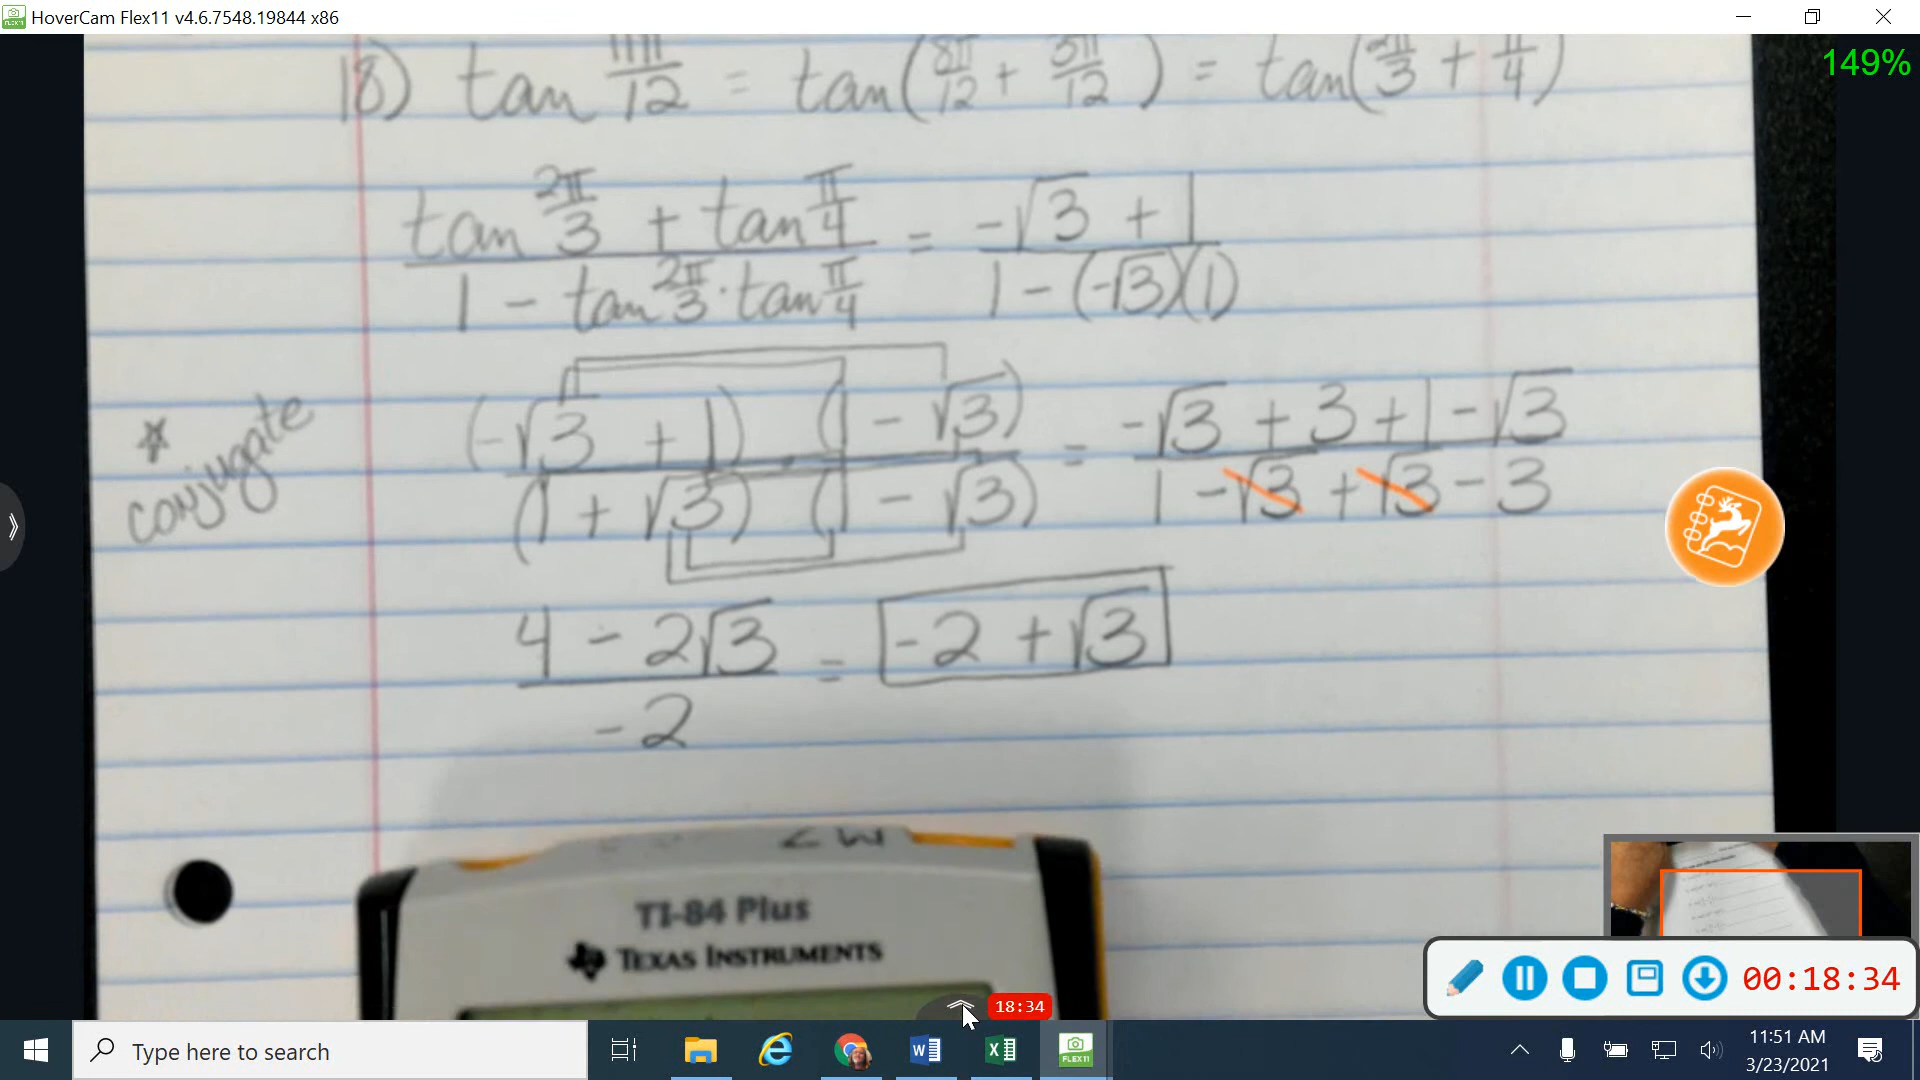 HoverCam Flex11 v4.6.7548.19844 x86
149%
18) tan 11π/12 = tan(8π/12 + 3π/12) = tan(2π/3 + π/4)
(tan 2π/3 + tan π/4)/(1 - tan 2π/3 · tan π/4) = (-√3 + 1)/(1 - (-√3)(1))
* conjugate
(-√3 + 1)/(1 + √3) · (1 - √3)/(1 - √3) = (-√3 + 3 + 1 - √3)/(1 - √3 + √3 - 3)
(4 - 2√3)/-2 = -2 + √3
TI-84 Plus
TEXAS INSTRUMENTS
18:34
00:18:34
Type here to search
FLEX11
11:51 AM
3/23/2021